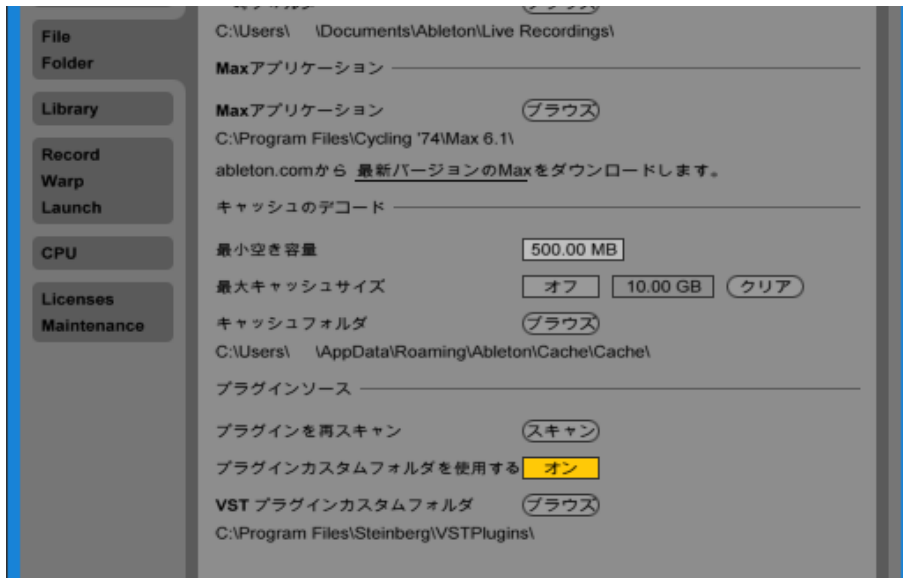 File
Folder
Library
Record
Warp
Launch
CPU
Licenses
Maintenance
C:\Users\ \Documents\Ableton\Live Recordings\
Maxアプリケーション
Maxアプリケーション ブラウズ
C:\Program Files\Cycling '74\Max 6.1\
ableton.comから 最新バージョンのMaxをダウンロードします。
キャッシュのデコード
最小空き容量 500.00 MB
最大キャッシュサイズ オフ 10.00 GB クリア
キャッシュフォルダ ブラウズ
C:\Users\ \AppData\Roaming\Ableton\Cache\Cache\
プラグインソース
プラグインを再スキャン スキャン
プラグインカスタムフォルダを使用する オン
VST プラグインカスタムフォルダ ブラウズ
C:\Program Files\Steinberg\VSTPlugins\